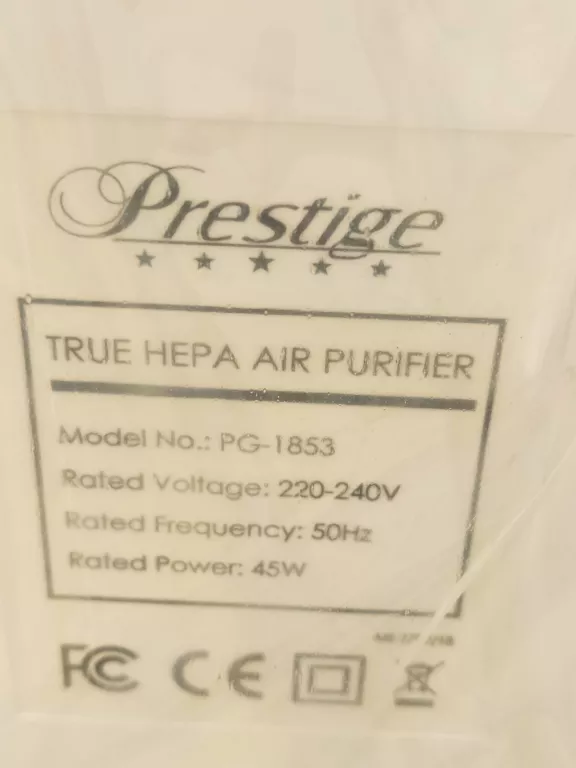 Prestige
TRUE HEPA AIR PURIFIER
Model No.: PG-1853
Rated Voltage: 220-240V
Rated Frequency: 50Hz
Rated Power: 45W
FC CE